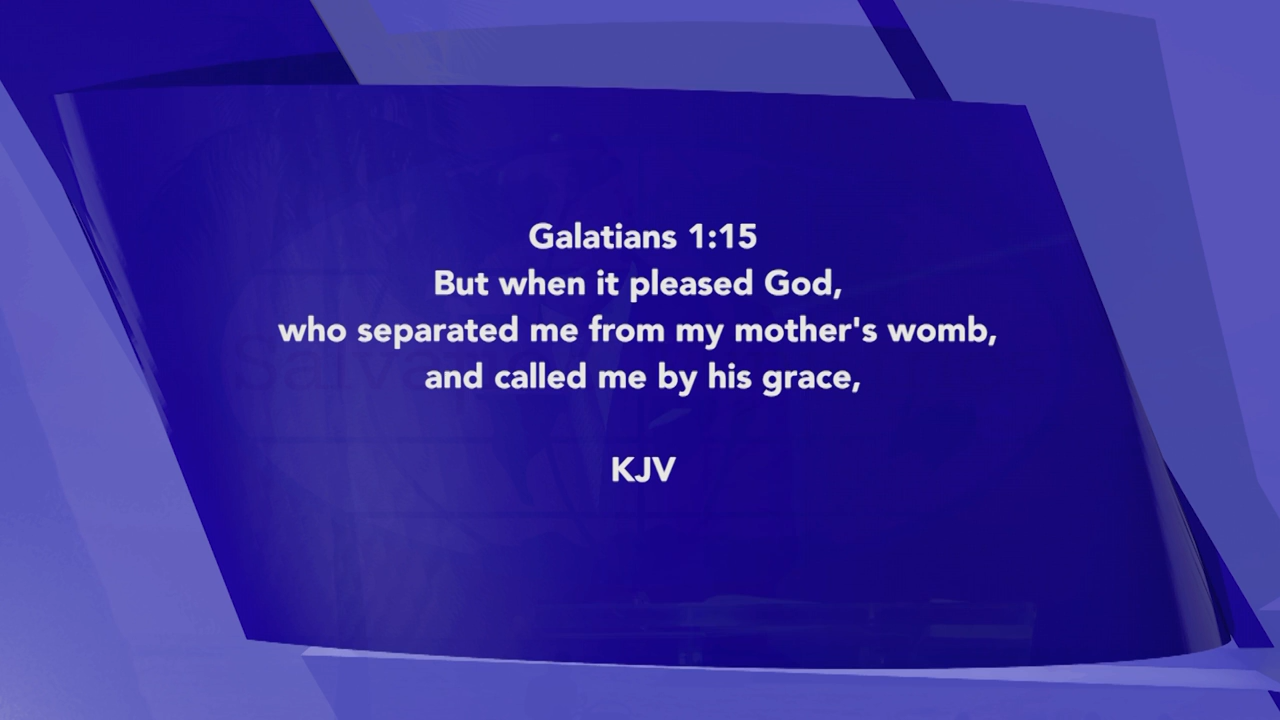 Galatians 1:15
But when it pleased God,
who separated me from my mother's womb,
and called me by his grace,
KJV